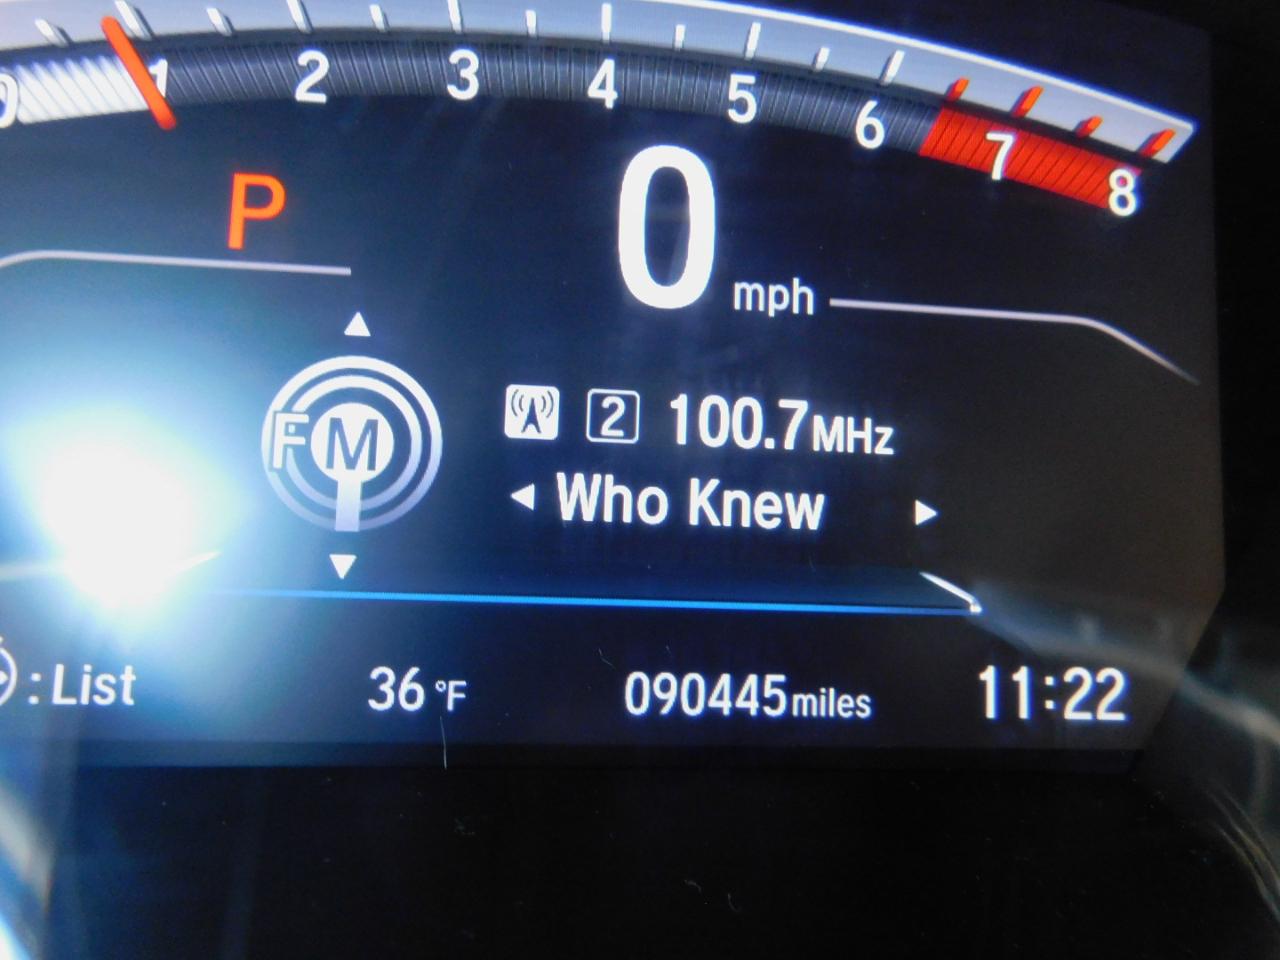 0 1 2 3 4 5 6 7 8
P
0 mph
FM
2 100.7MHz
Who Knew
: List 36 °F 090445 miles 11:22